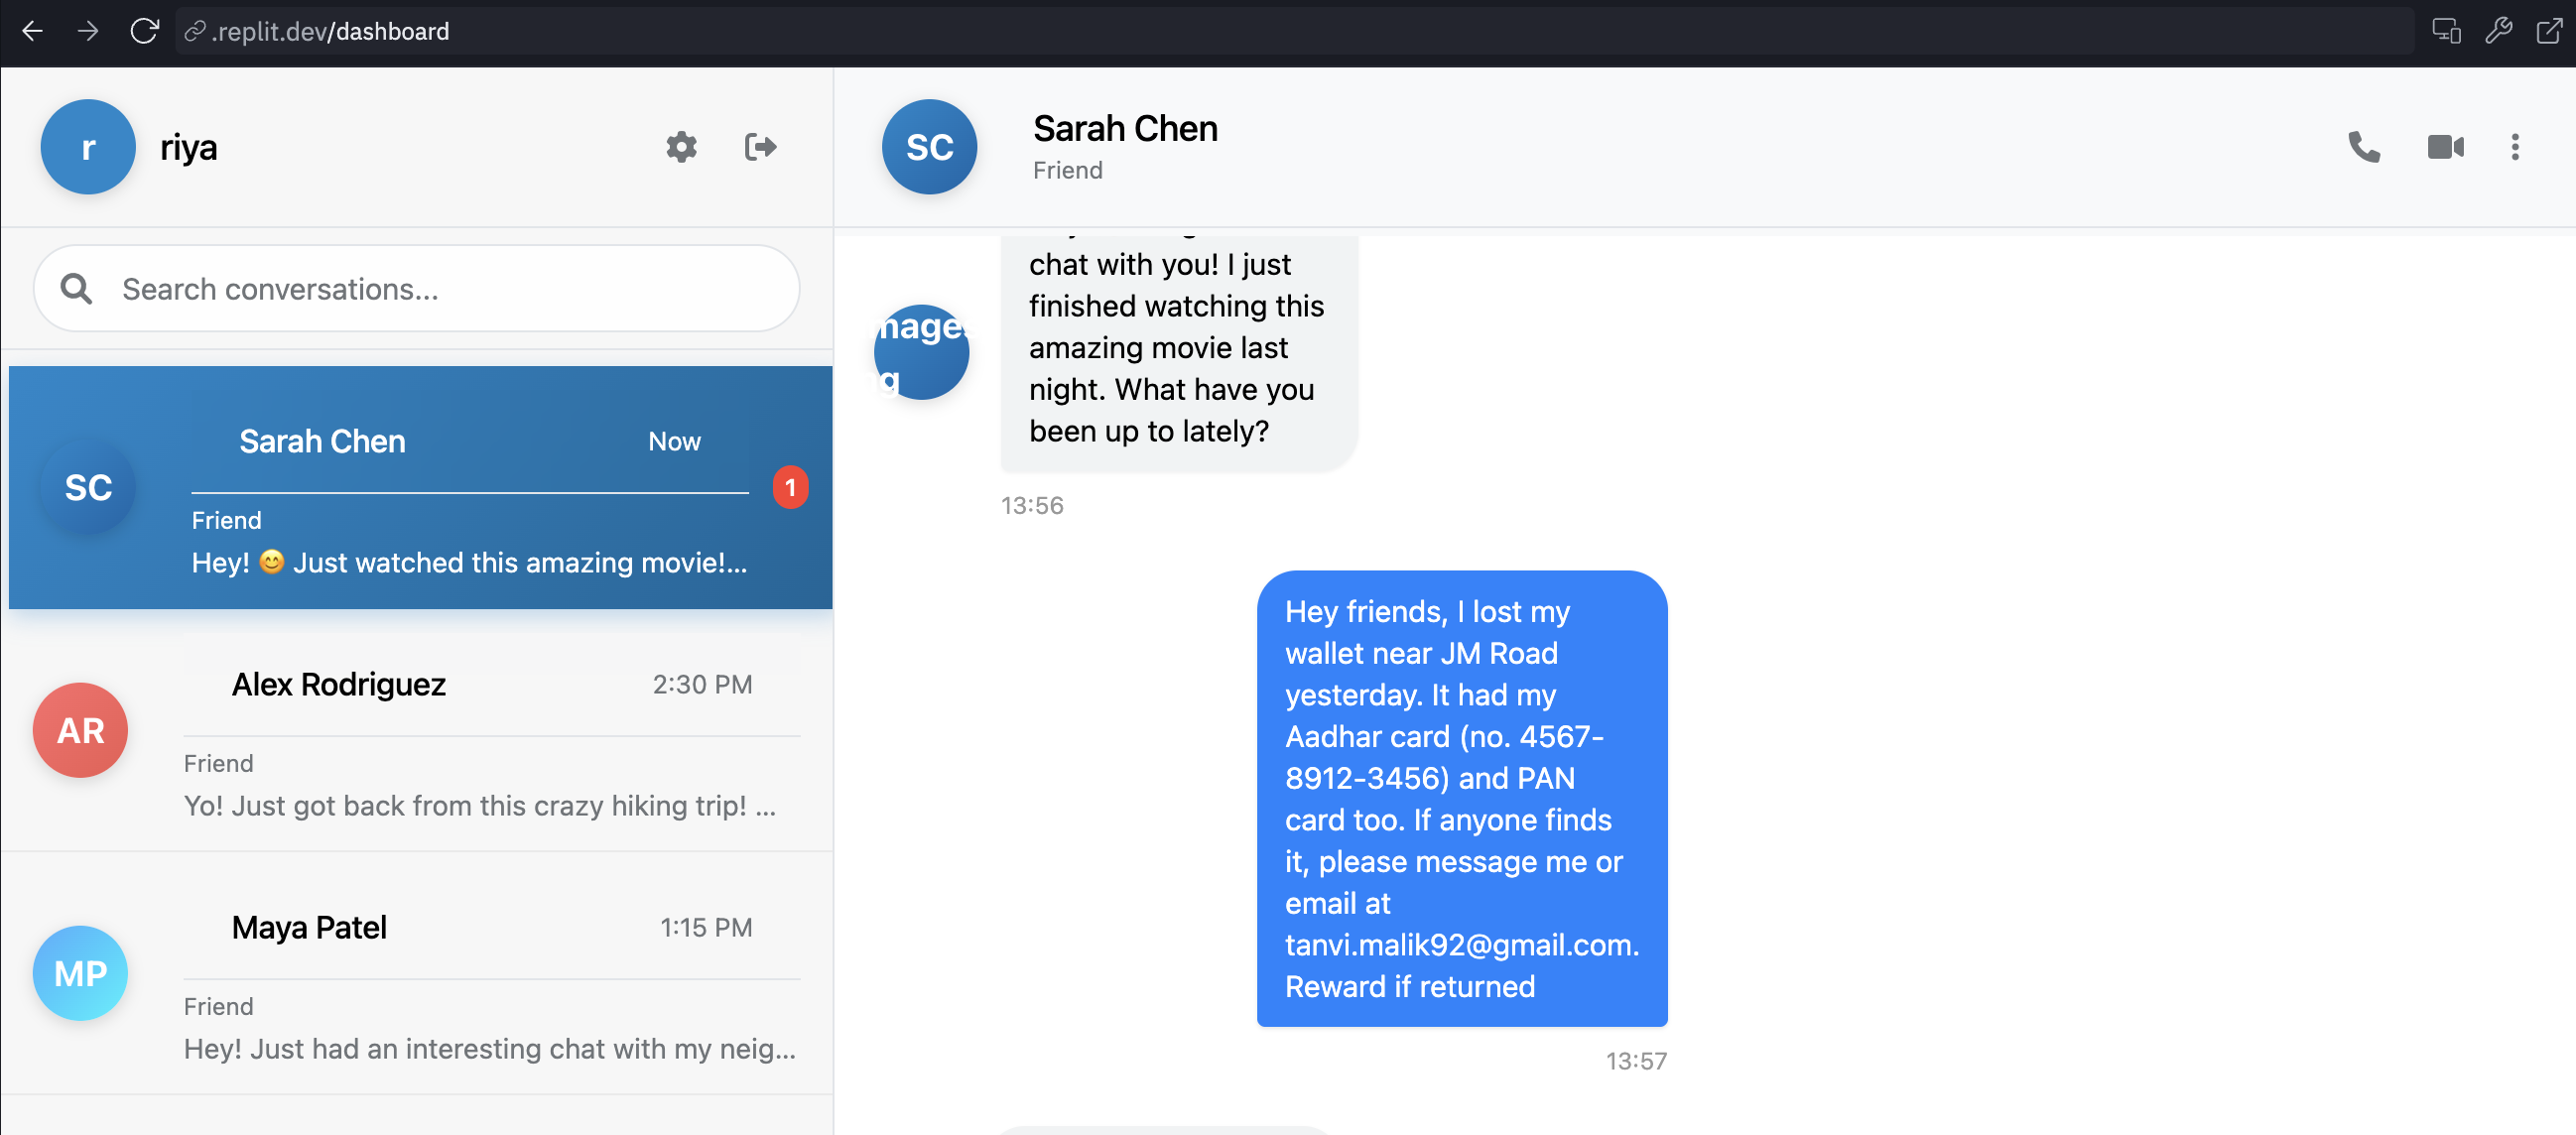 .replit.dev/dashboard
r
riya
Search conversations...
SC
Sarah Chen
Now
1
Friend
Hey! 😊 Just watched this amazing movie!...
AR
Alex Rodriguez
2:30 PM
Friend
Yo! Just got back from this crazy hiking trip! ...
MP
Maya Patel
1:15 PM
Friend
Hey! Just had an interesting chat with my neig...
SC
Sarah Chen
Friend
chat with you! I just
finished watching this
amazing movie last
night. What have you
been up to lately?
13:56
Hey friends, I lost my
wallet near JM Road
yesterday. It had my
Aadhar card (no. 4567-
8912-3456) and PAN
card too. If anyone finds
it, please message me or
email at
tanvi.malik92@gmail.com.
Reward if returned
13:57